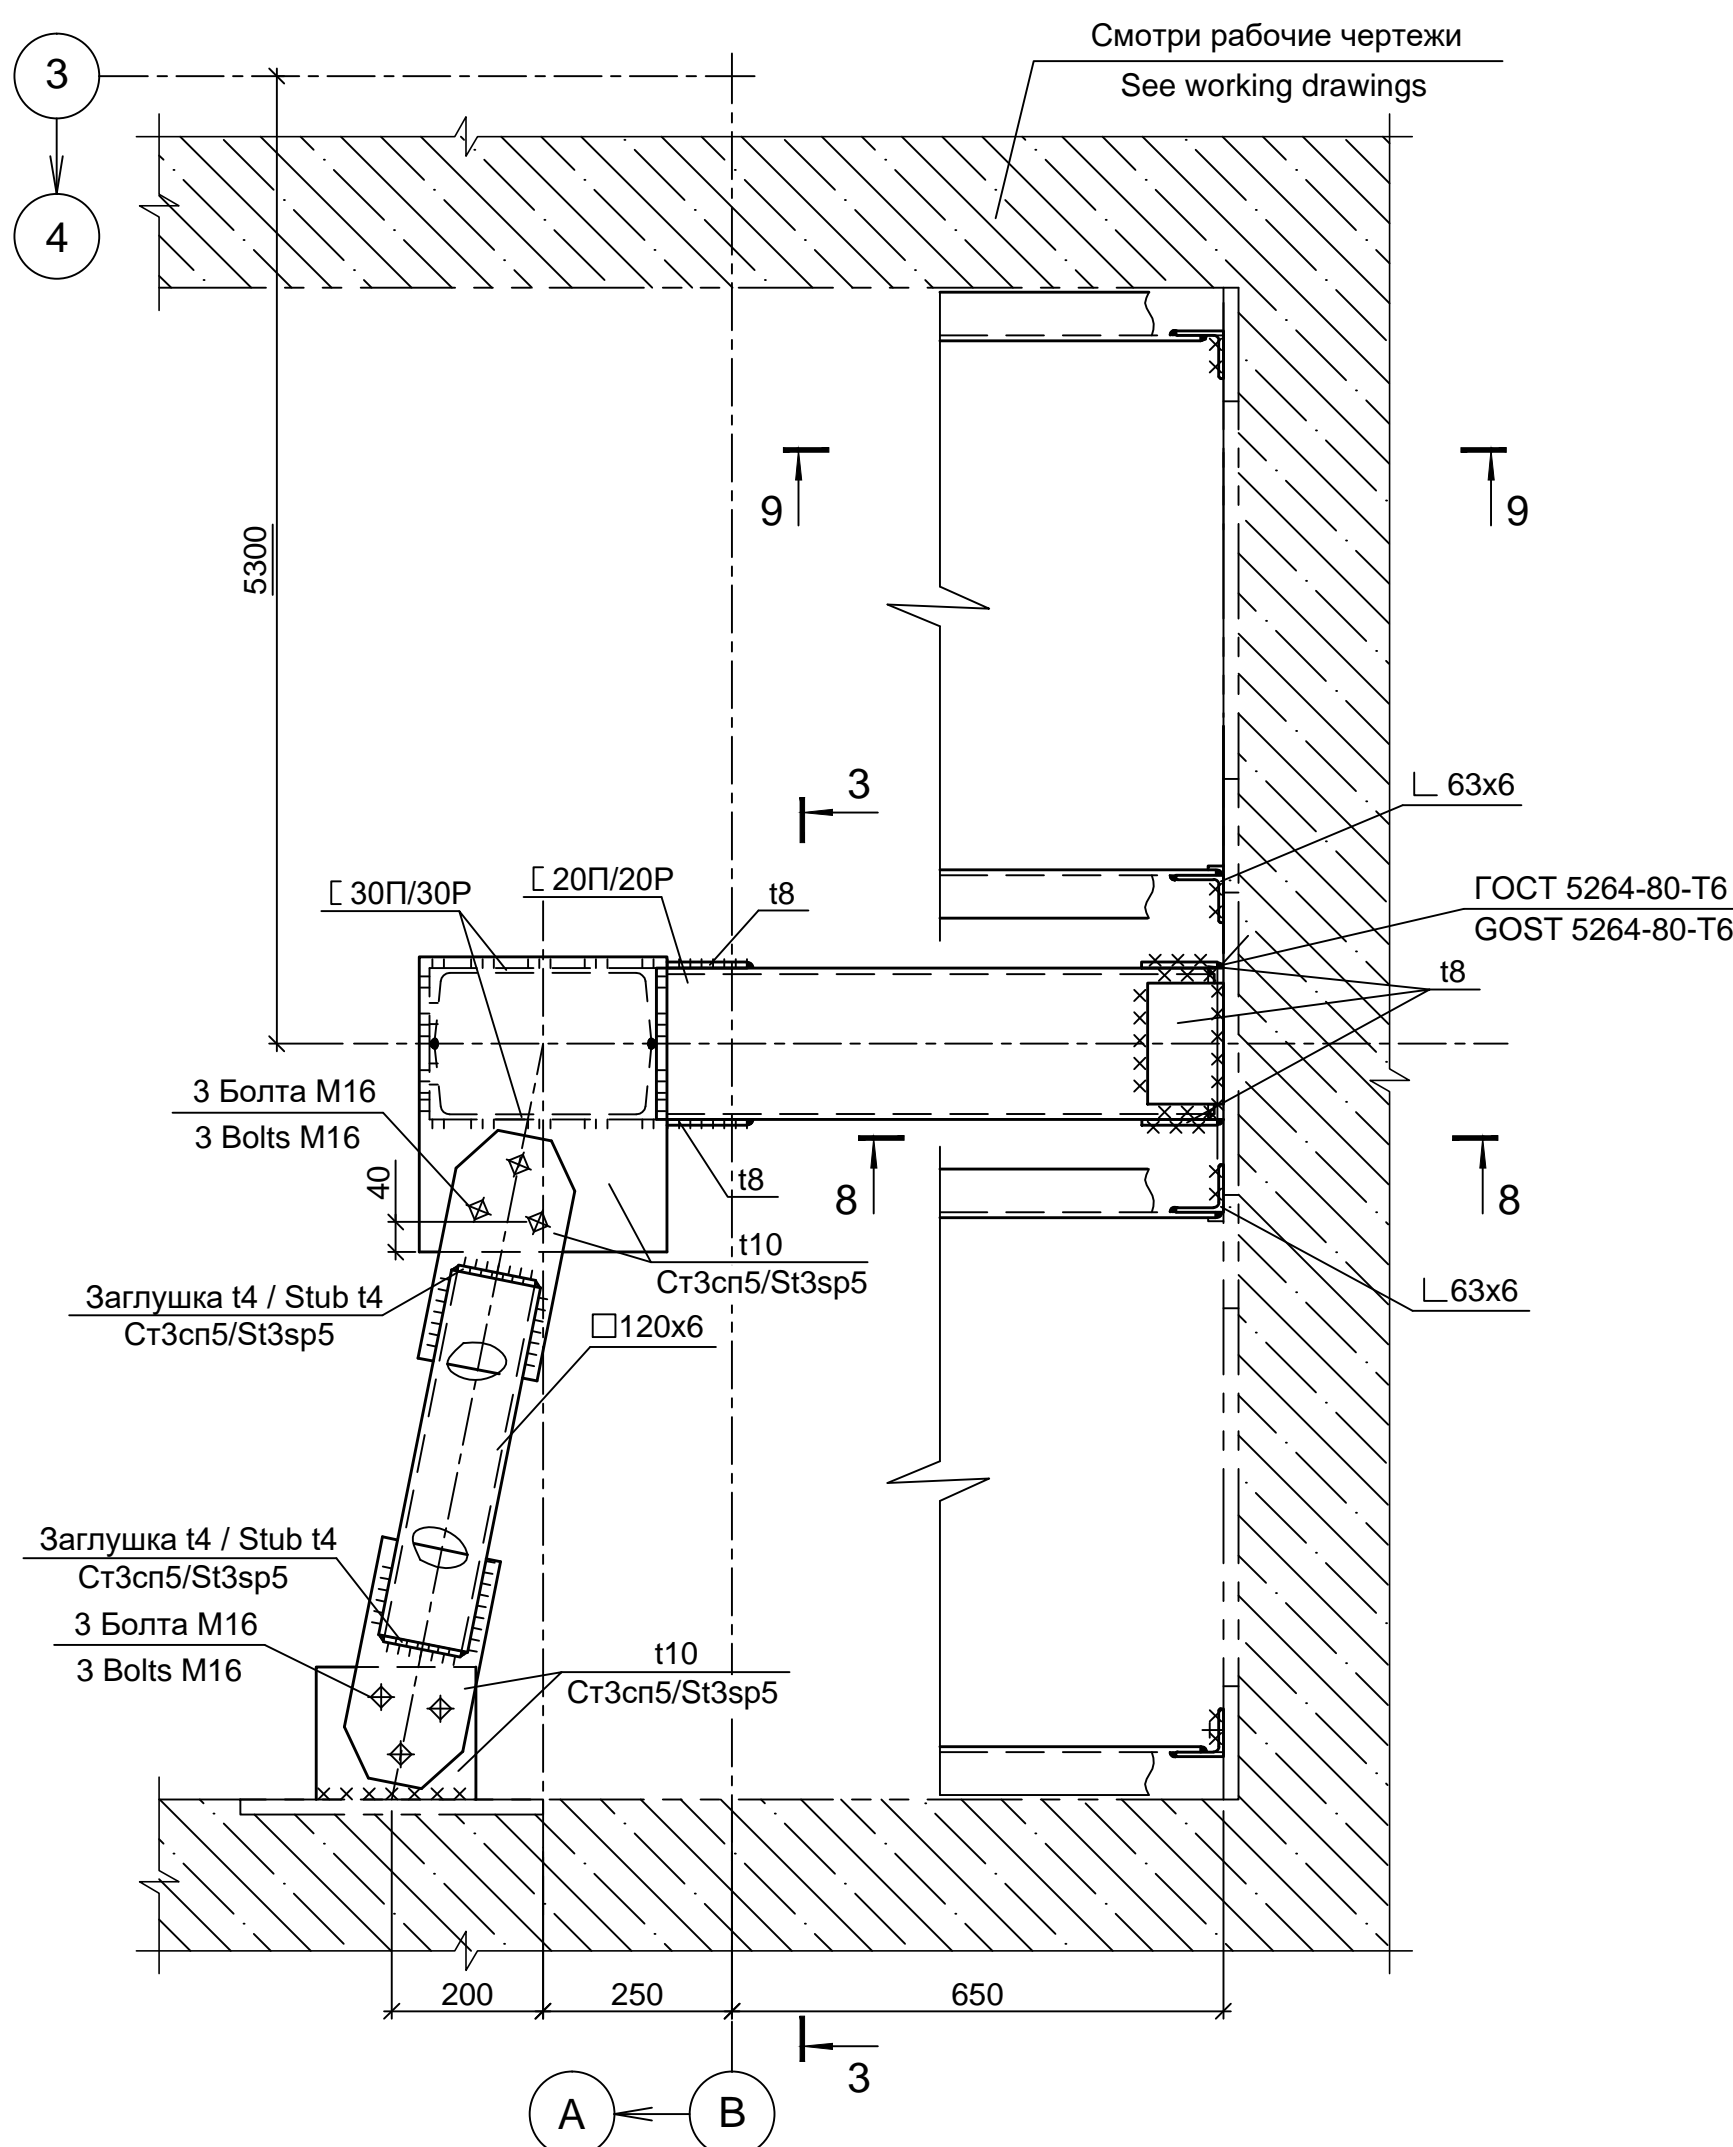 Смотри рабочие чертежи
See working drawings
3
4
5300
9
9
3
63х6
[ 30П/30Р
[ 20П/20Р
t8
ГОСТ 5264-80-Т6
GOST 5264-80-T6
t8
3 Болта М16
3 Bolts M16
40
t8
8
8
t10
Ст3сп5/St3sp5
Заглушка t4 / Stub t4
Ст3сп5/St3sp5
63х6
□120х6
Заглушка t4 / Stub t4
Ст3сп5/St3sp5
3 Болта М16
3 Bolts M16
t10
Ст3сп5/St3sp5
200
250
650
3
А
В